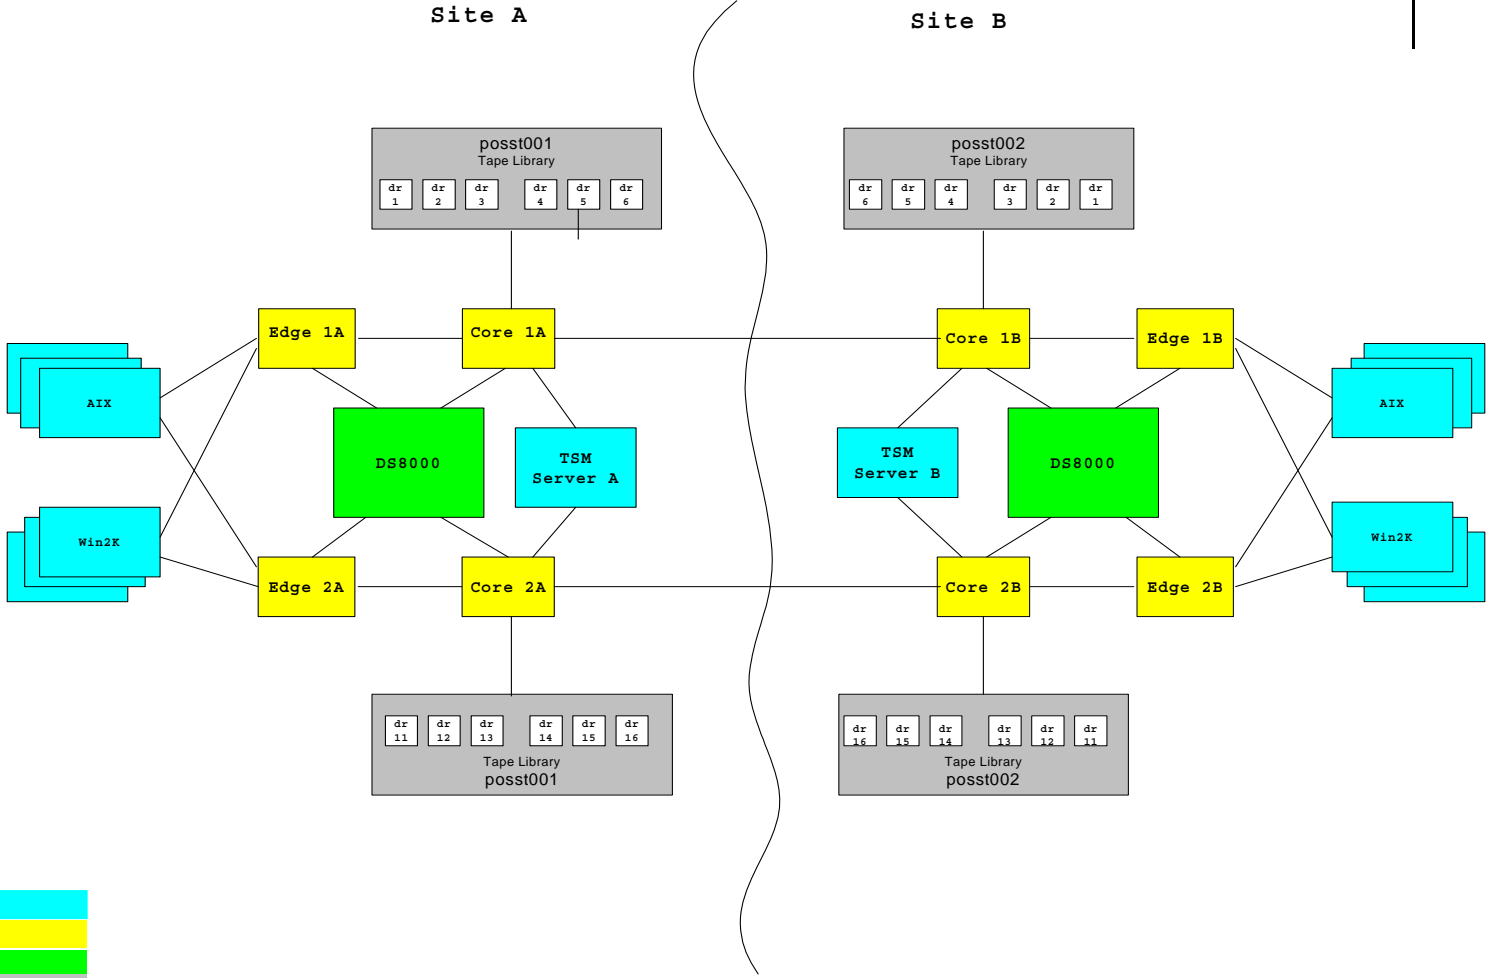 Site A
Site B
posst001
Tape Library
dr 1
dr 2
dr 3
dr 4
dr 5
dr 6
posst002
Tape Library
dr 6
dr 5
dr 4
dr 3
dr 2
dr 1
Edge 1A
Core 1A
Core 1B
Edge 1B
AIX
DS8000
TSM
Server A
TSM
Server B
DS8000
AIX
Win2K
Win2K
Edge 2A
Core 2A
Core 2B
Edge 2B
dr 11
dr 12
dr 13
dr 14
dr 15
dr 16
Tape Library
posst001
dr 16
dr 15
dr 14
dr 13
dr 12
dr 11
Tape Library
posst002